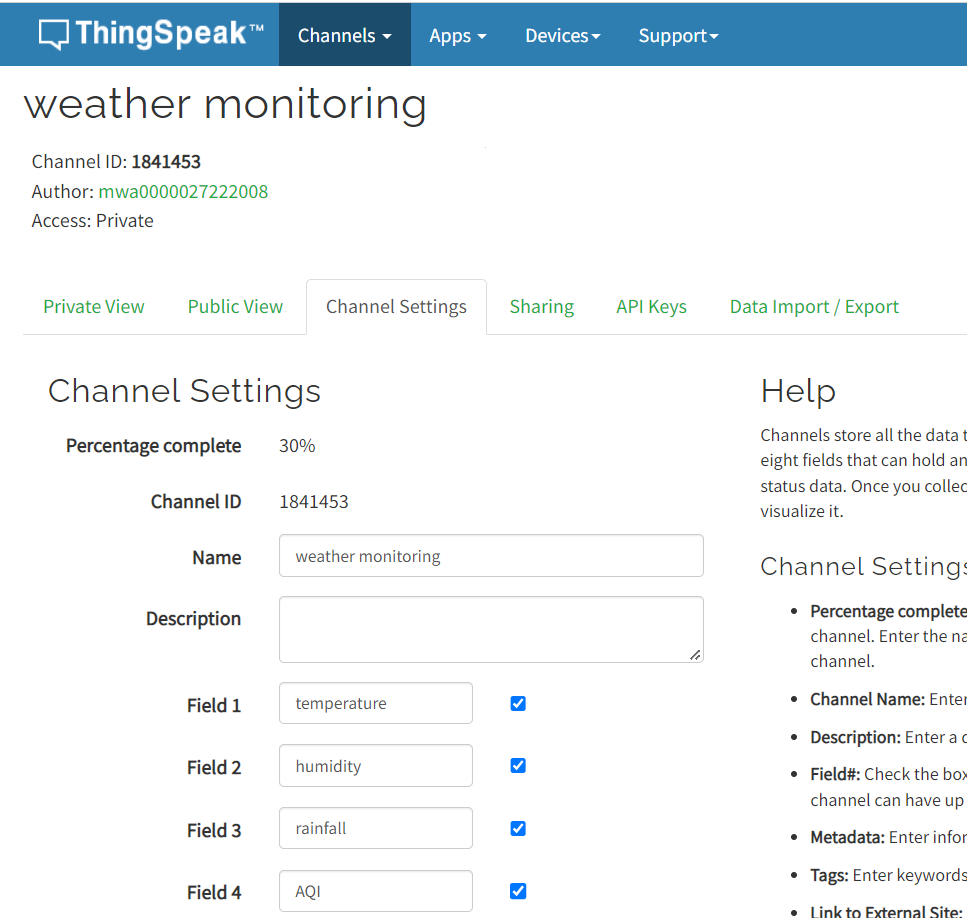 ThingSpeak™ Channels Apps Devices Support
weather monitoring
Channel ID: 1841453
Author: mwa0000027222008
Access: Private
Private View Public View Channel Settings Sharing API Keys Data Import / Export
Channel Settings
Percentage complete 30%
Channel ID 1841453
Name weather monitoring
Description
Field 1 temperature
Field 2 humidity
Field 3 rainfall
Field 4 AQI
Help
Channels store all the data
eight fields that can hold an
status data. Once you collec
visualize it.
Channel Settings
Percentage complete
channel. Enter the na
channel.
Channel Name: Enter
Description: Enter a
Field#: Check the box
channel can have up
Metadata: Enter infor
Tags: Enter keywords
Link to External Site: